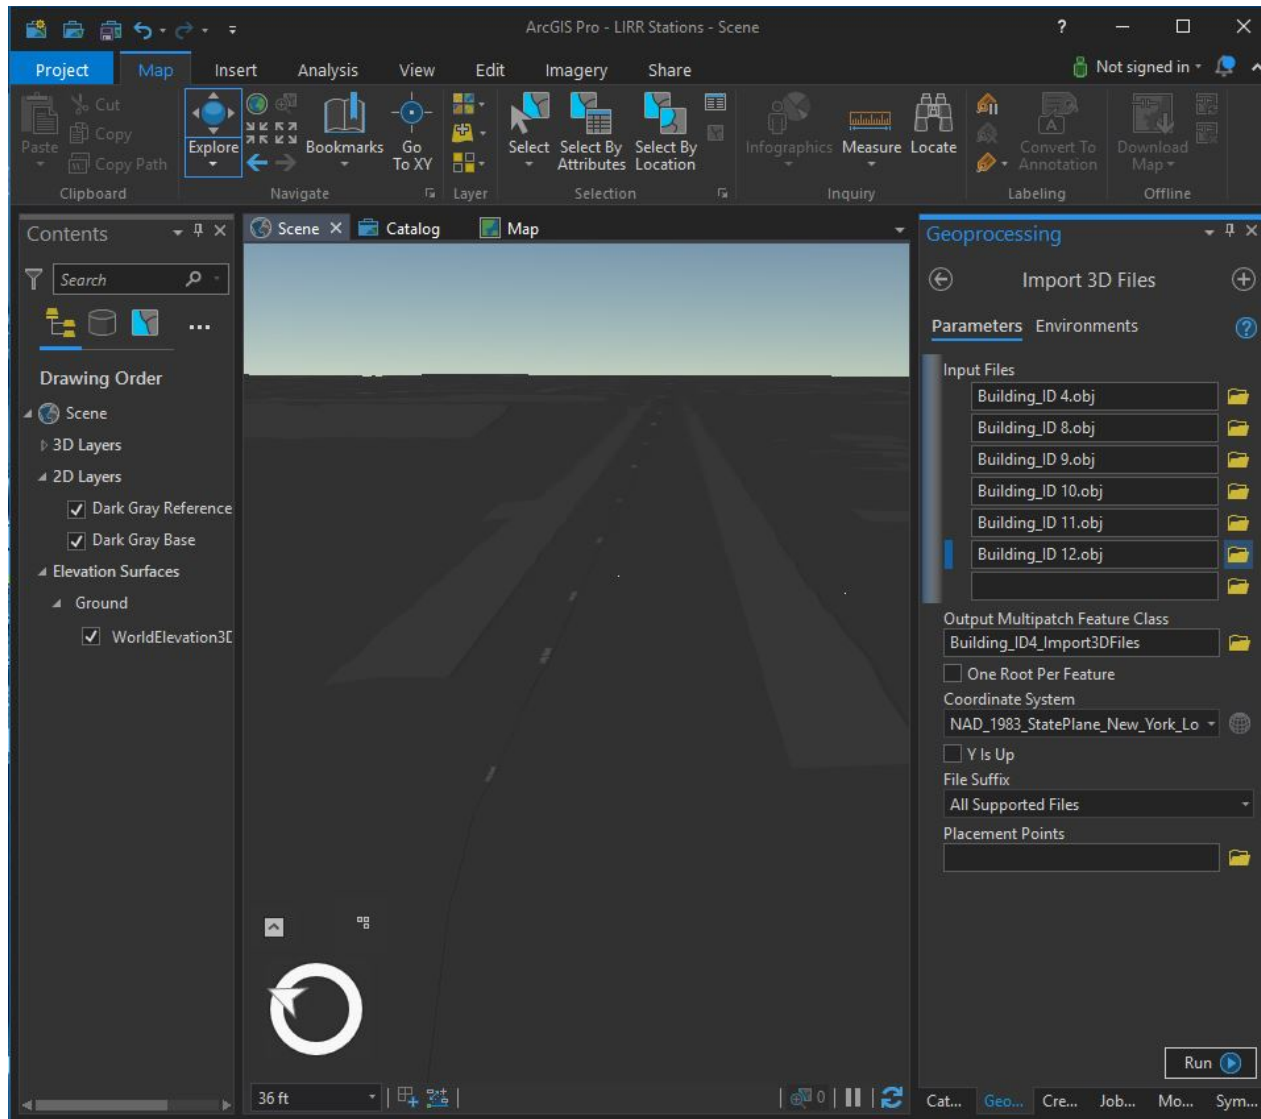 ArcGIS Pro - LIRR Stations - Scene
?
Project Map Insert Analysis View Edit Imagery Share
Not signed in
Paste
Cut
Copy
Copy Path
Explore
Bookmarks
Go To XY
Select
Select By Attributes
Select By Location
Infographics
Measure
Locate
A
Convert To Annotation
Download Map
Clipboard Navigate Layer Selection Inquiry Labeling Offline
Contents
Search
Drawing Order
Scene
3D Layers
2D Layers
Dark Gray Reference
Dark Gray Base
Elevation Surfaces
Ground
WorldElevation3D
Scene Catalog Map
36 ft
0
Geoprocessing
Import 3D Files
Parameters Environments
?
Input Files
Building_ID 4.obj
Building_ID 8.obj
Building_ID 9.obj
Building_ID 10.obj
Building_ID 11.obj
Building_ID 12.obj
Output Multipatch Feature Class
Building_ID4_Import3DFiles
One Root Per Feature
Coordinate System
NAD_1983_StatePlane_New_York_Lo
Y Is Up
File Suffix
All Supported Files
Placement Points
Run
Cat... Geo... Cre... Job... Mo... Sym...